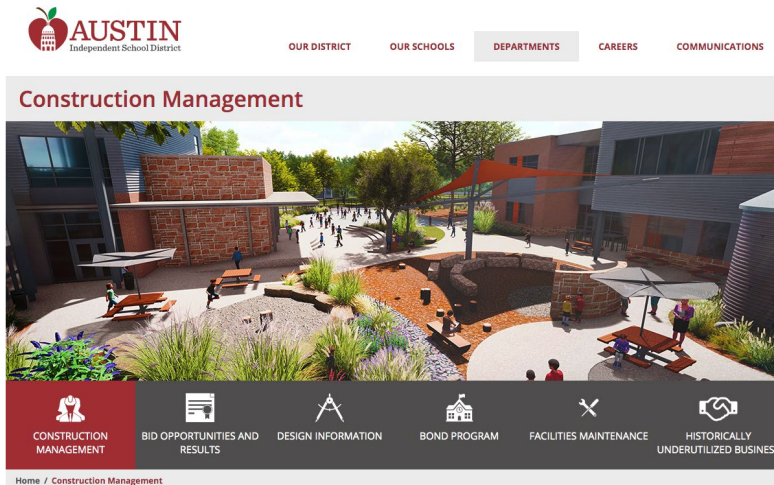 AUSTIN
Independent School District
OUR DISTRICT
OUR SCHOOLS
DEPARTMENTS
CAREERS
COMMUNICATIONS
Construction Management
CONSTRUCTION
MANAGEMENT
BID OPPORTUNITIES AND
RESULTS
DESIGN INFORMATION
BOND PROGRAM
FACILITIES MAINTENANCE
HISTORICALLY
UNDERUTILIZED BUSINES
Home / Construction Management